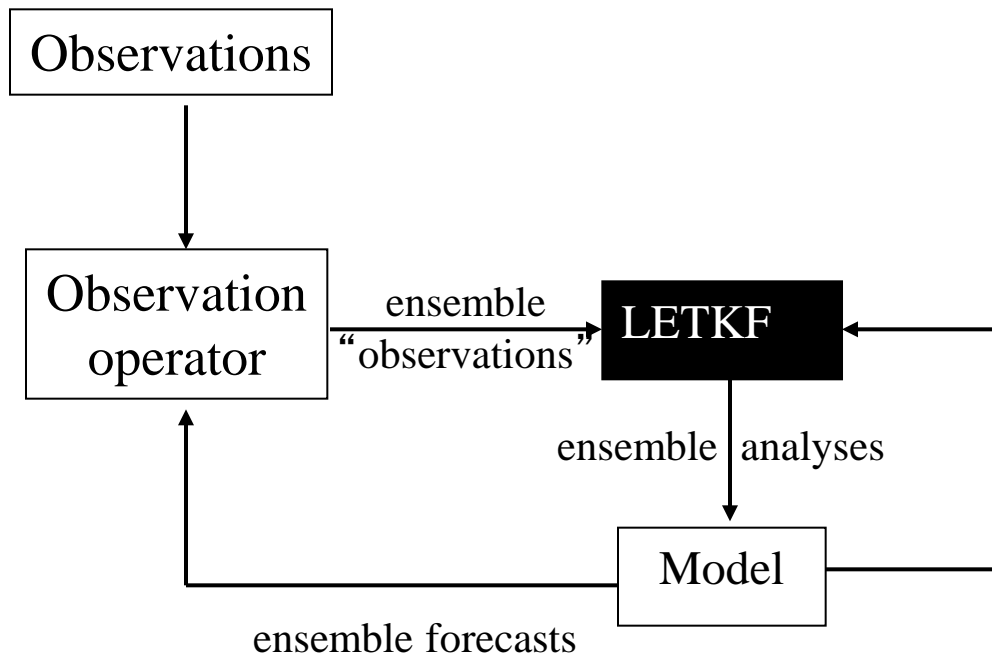 Observations
Observation
operator
ensemble
“observations”
LETKF
ensemble analyses
Model
ensemble forecasts